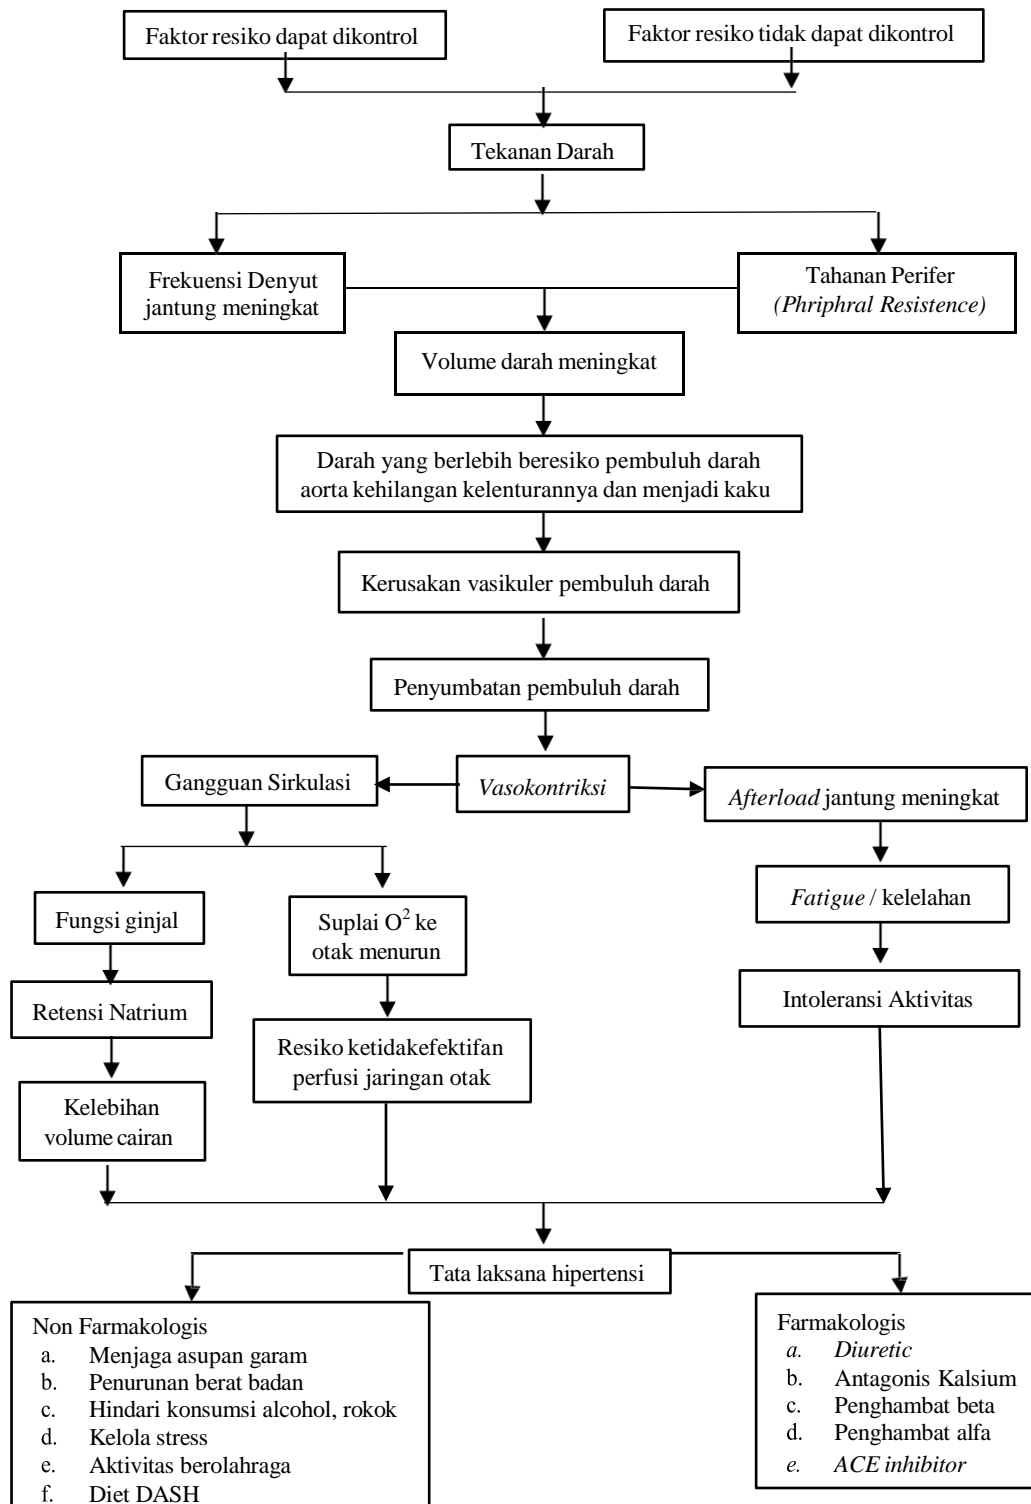 Faktor resiko dapat dikontrol
Faktor resiko tidak dapat dikontrol
Tekanan Darah
Frekuensi Denyut
jantung meningkat
Tahanan Perifer
(Phriphral Resistence)
Volume darah meningkat
Darah yang berlebih beresiko pembuluh darah
aorta kehilangan kelenturannya dan menjadi kaku
Kerusakan vasikuler pembuluh darah
Penyumbatan pembuluh darah
Gangguan Sirkulasi
Vasokontriksi
Afterload jantung meningkat
Fungsi ginjal
Suplai O² ke
otak menurun
Fatigue / kelelahan
Retensi Natrium
Resiko ketidakefektifan
perfusi jaringan otak
Intoleransi Aktivitas
Kelebihan
volume cairan
Tata laksana hipertensi
Non Farmakologis
a. Menjaga asupan garam
b. Penurunan berat badan
c. Hindari konsumsi alcohol, rokok
d. Kelola stress
e. Aktivitas berolahraga
f. Diet DASH
Farmakologis
a. Diuretic
b. Antagonis Kalsium
c. Penghambat beta
d. Penghambat alfa
e. ACE inhibitor